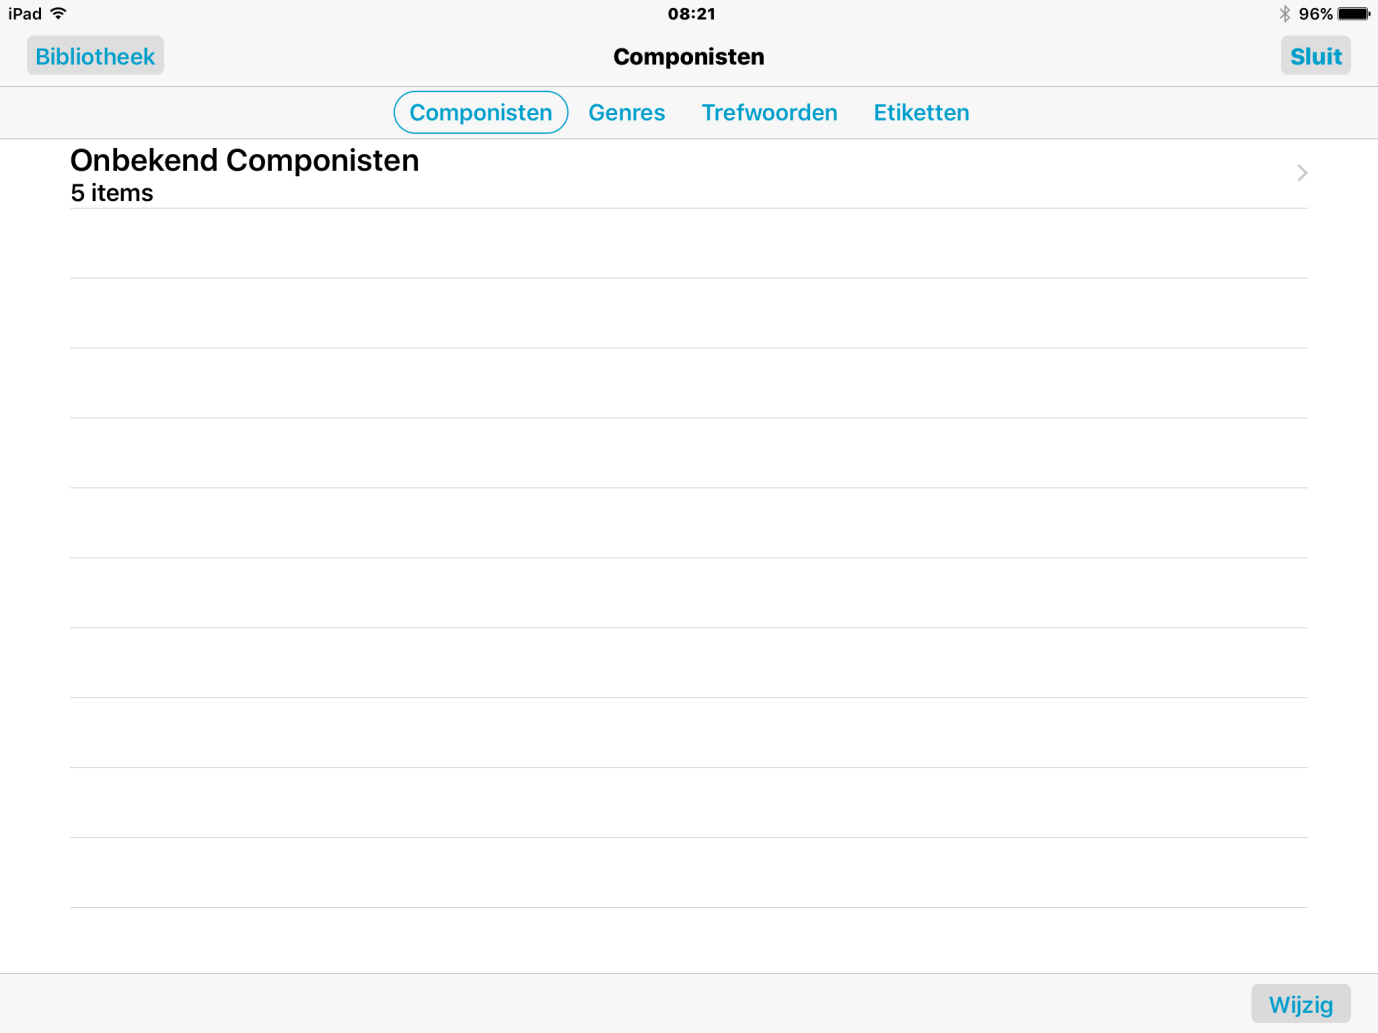 iPad 08:21 96%
Bibliotheek Componisten Sluit
Componisten Genres Trefwoorden Etiketten
Onbekend Componisten
5 items
Wijzig